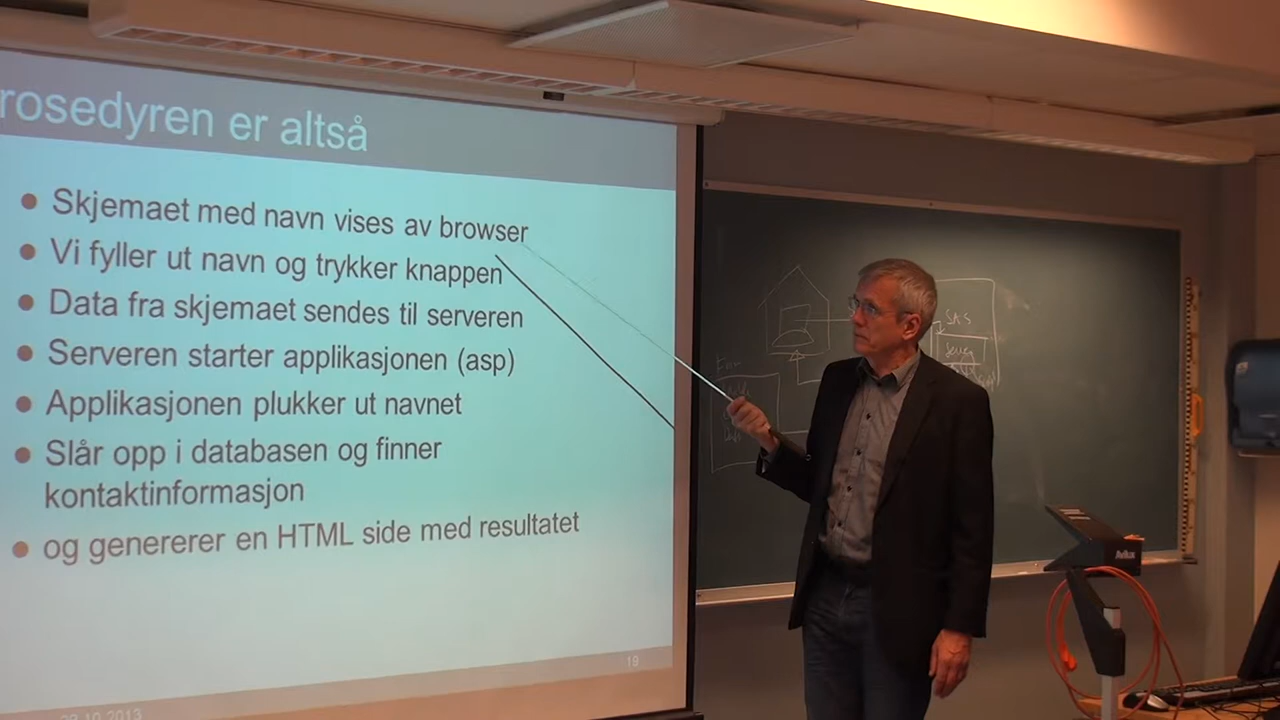 rosedyren er altså
Skjemaet med navn vises av browser
Vi fyller ut navn og trykker knappen
Data fra skjemaet sendes til serveren
Serveren starter applikasjonen (asp)
Applikasjonen plukker ut navnet
Slår opp i databasen og finner
kontaktinformasjon
og genererer en HTML side med resultatet
19